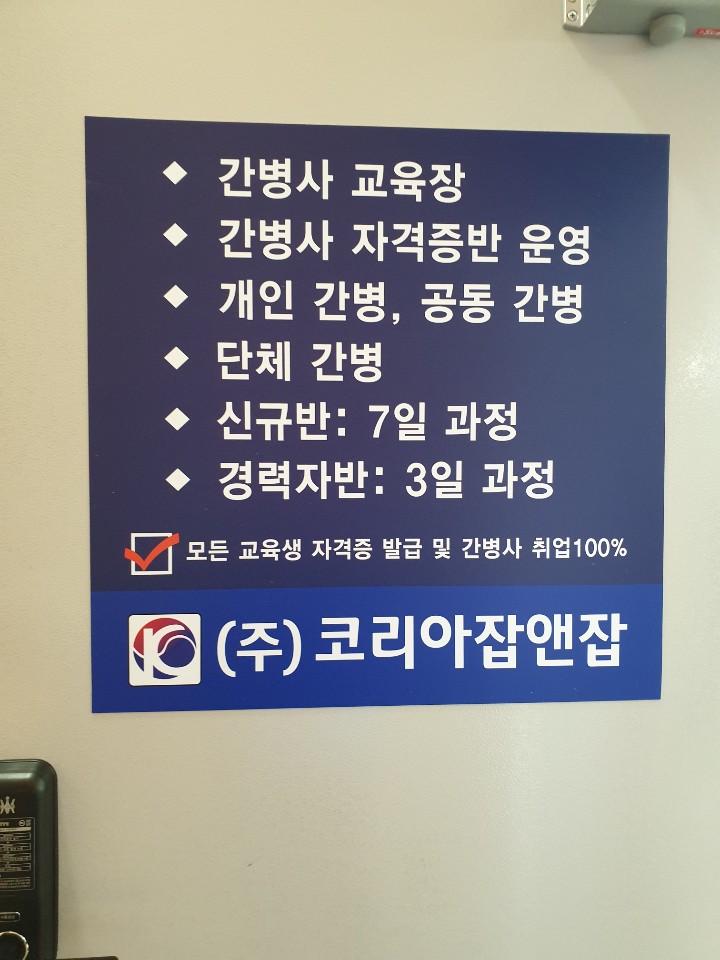 ◆ 간병사 교육장
◆ 간병사 자격증반 운영
◆ 개인 간병, 공동 간병
◆ 단체 간병
◆ 신규반: 7일 과정
◆ 경력자반: 3일 과정
모든 교육생 자격증 발급 및 간병사 취업100%
(주) 코리아잡앤잡